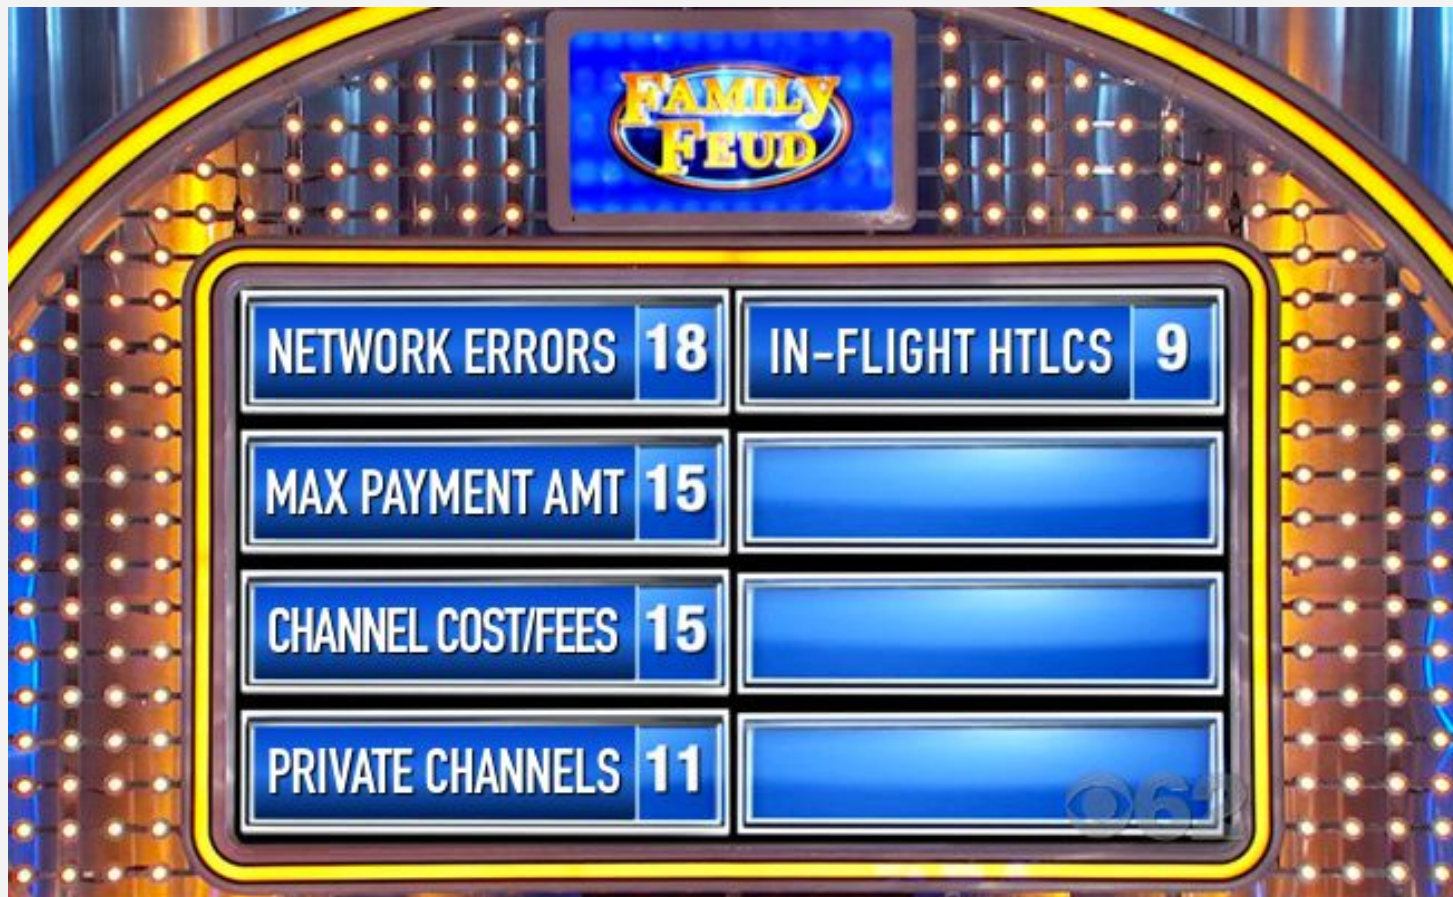 FAMILY
FEUD
NETWORK ERRORS 18
MAX PAYMENT AMT 15
CHANNEL COST/FEES 15
PRIVATE CHANNELS 11
IN-FLIGHT HTLCS 9
62